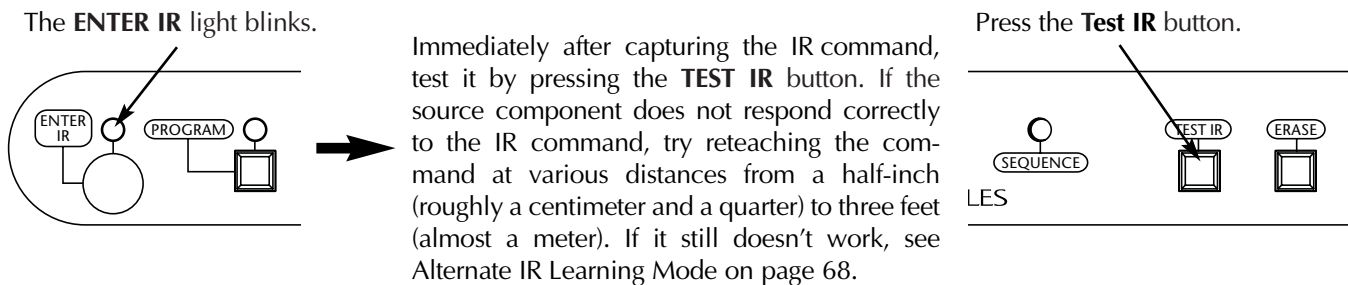 The ENTER IR light blinks.
ENTER
IR
PROGRAM
Immediately after capturing the IR command,
test it by pressing the TEST IR button. If the
source component does not respond correctly
to the IR command, try reteaching the com-
mand at various distances from a half-inch
(roughly a centimeter and a quarter) to three feet
(almost a meter). If it still doesn't work, see
Alternate IR Learning Mode on page 68.
Press the Test IR button.
SEQUENCE
TEST IR
ERASE
LES